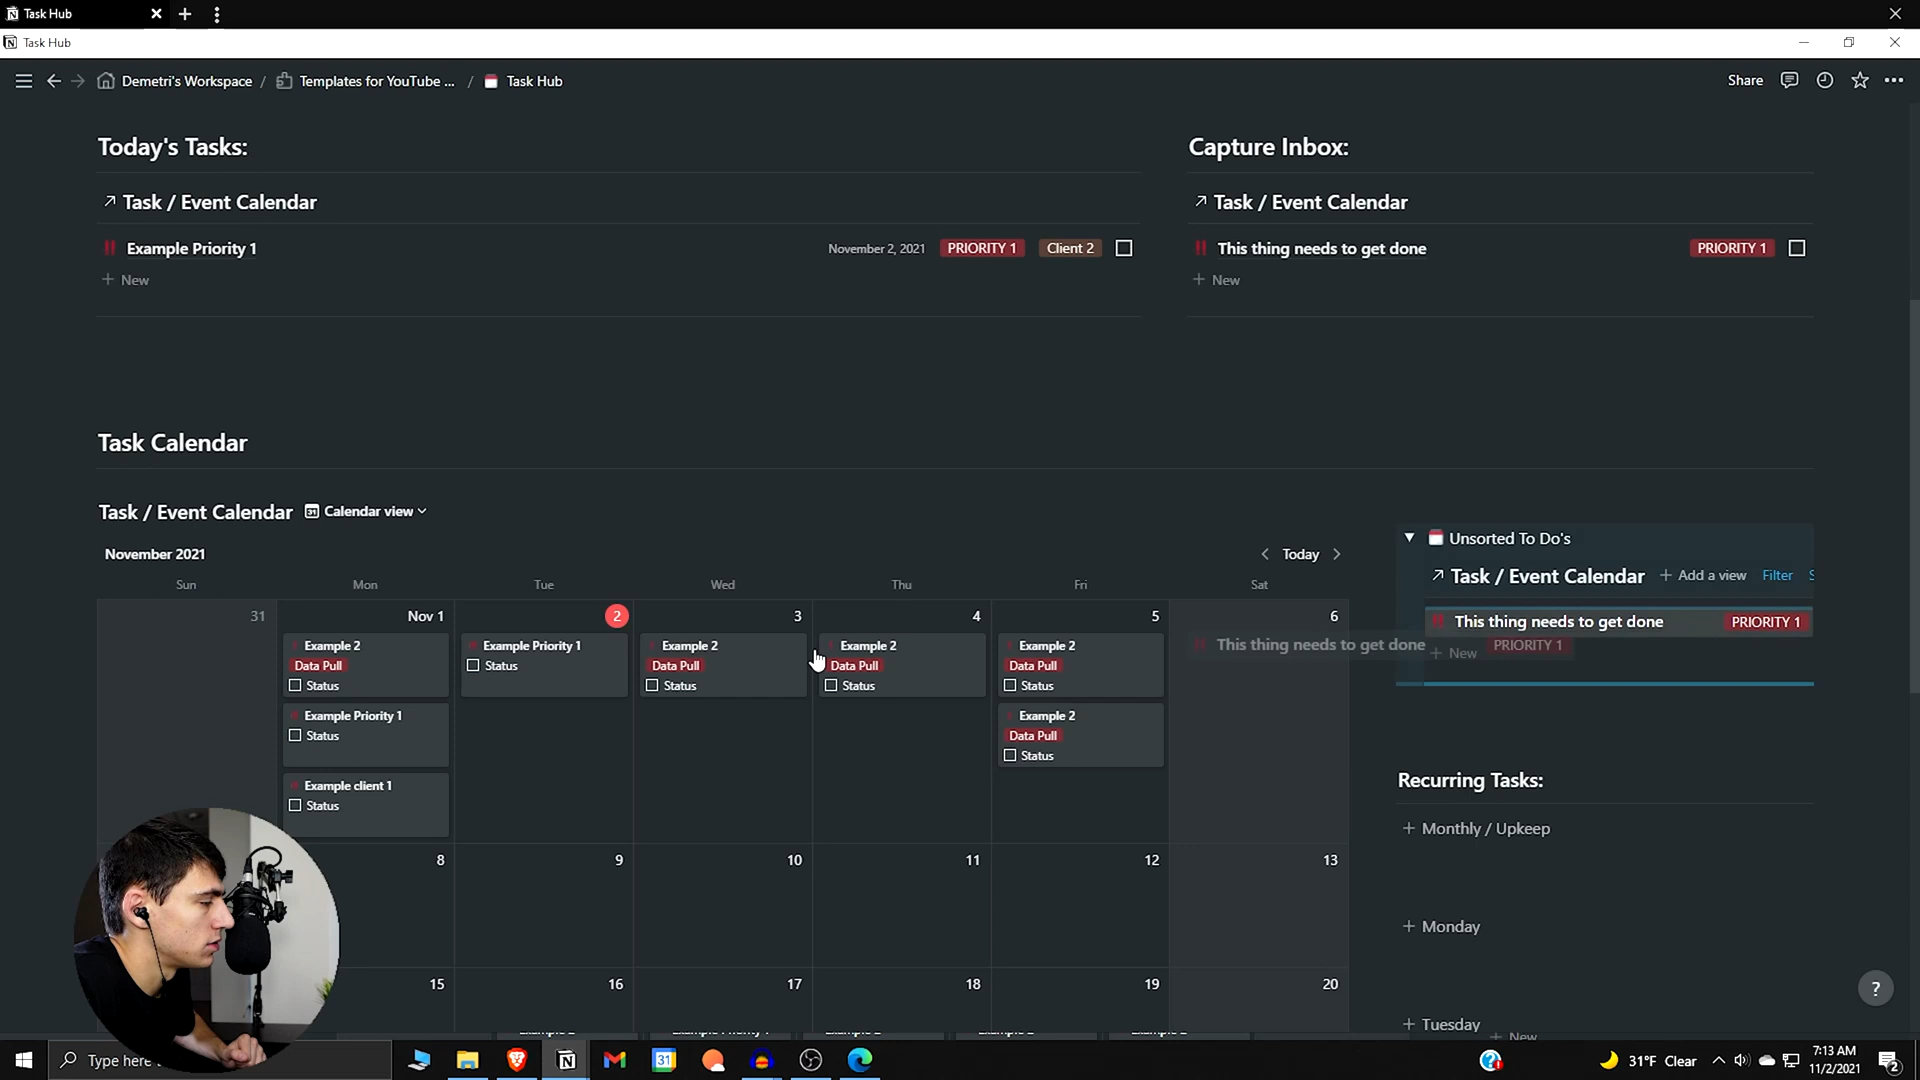 Task Hub
Task Hub
Demetri's Workspace / Templates for YouTube ... / Task Hub
Share
Today's Tasks:
Task / Event Calendar
Example Priority 1 November 2, 2021 PRIORITY 1 Client 2
+ New
Capture Inbox:
Task / Event Calendar
This thing needs to get done PRIORITY 1
+ New
Task Calendar
Task / Event Calendar Calendar view
November 2021 Today
Sun Mon Tue Wed Thu Fri Sat
31 Nov 1 2 3 4 5 6
Example 2
Data Pull
Status
Example Priority 1
Status
Example client 1
Status
Example Priority 1
Status
Example 2
Data Pull
Status
Example 2
Data Pull
Status
Example 2
Data Pull
Status
Example 2
Data Pull
Status
This thing needs to get done PRIORITY 1
8 9 10 11 12 13
15 16 17 18 19 20
Unsorted To Do's
Task / Event Calendar + Add a view Filter
This thing needs to get done PRIORITY 1
+ New
Recurring Tasks:
+ Monthly / Upkeep
+ Monday
+ Tuesday
+ New
?
Type here
31
31°F Clear
7:13 AM
11/2/2021
2